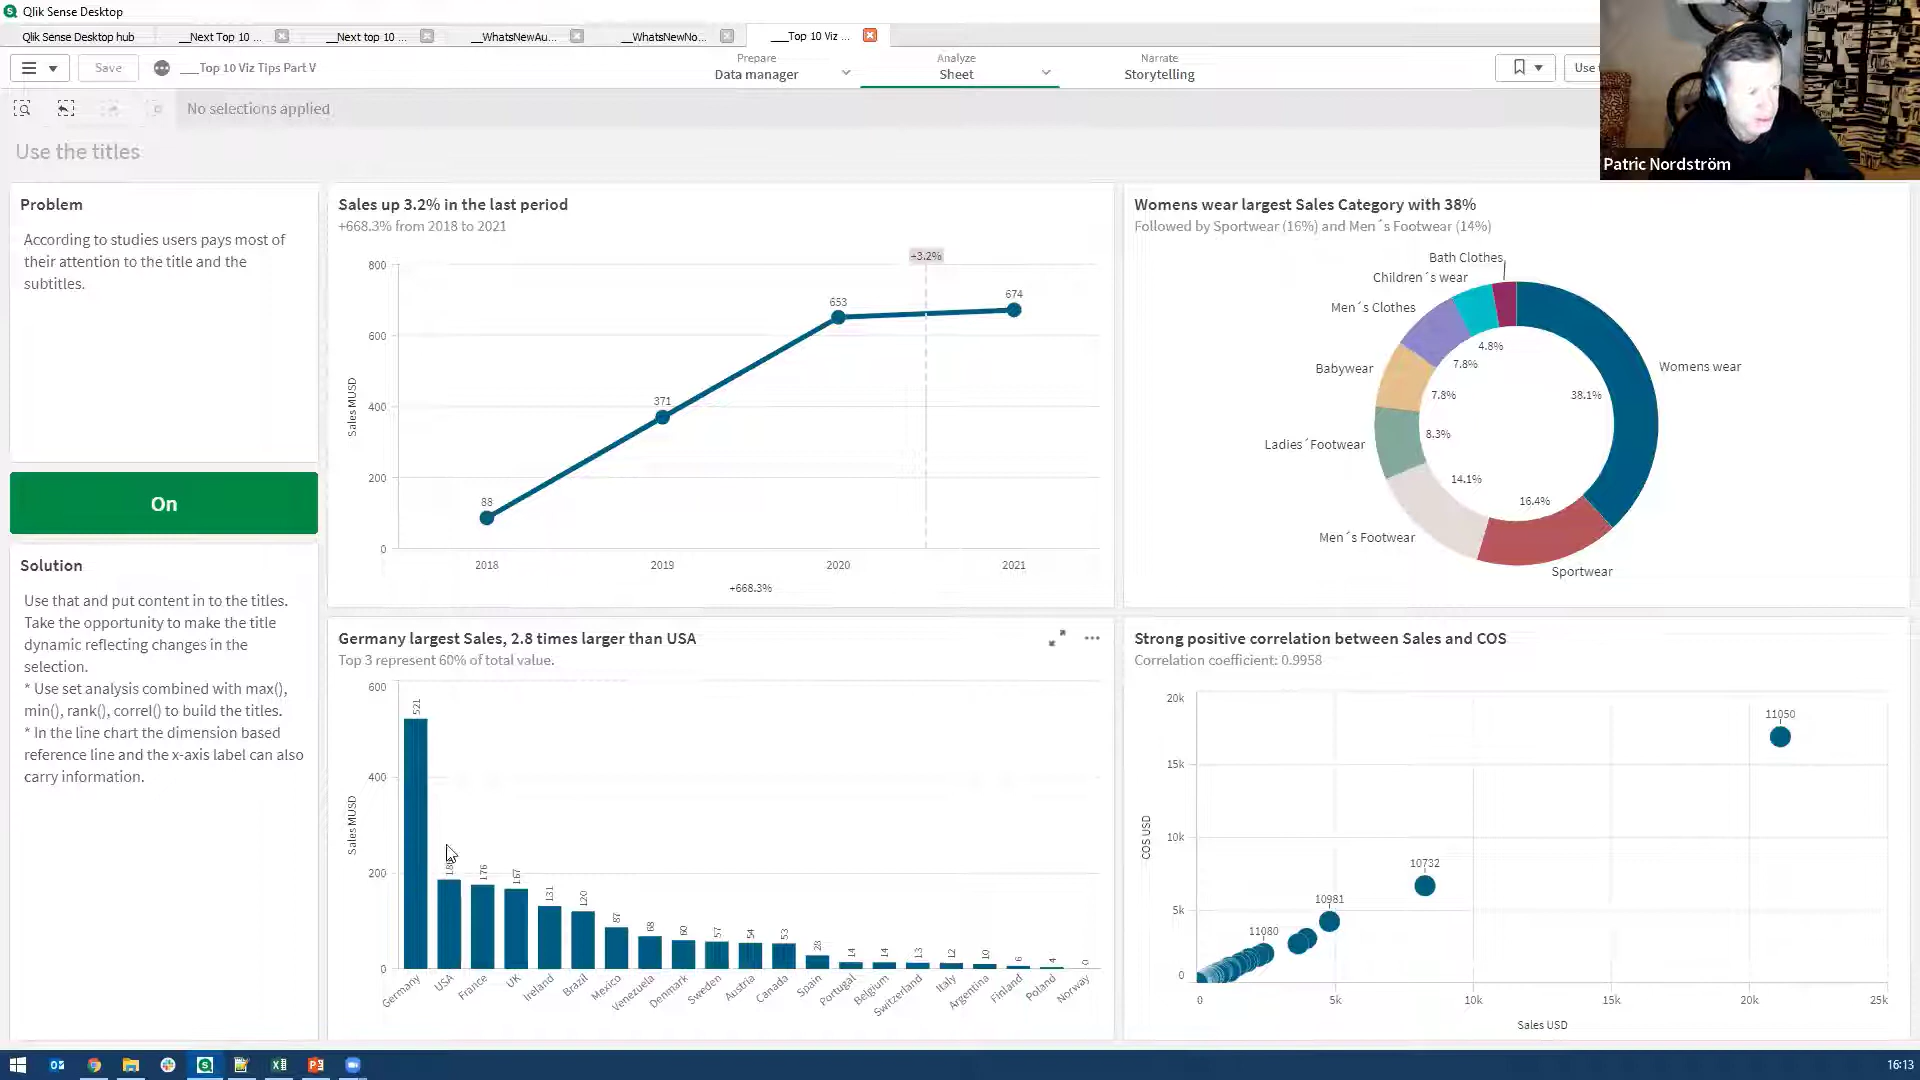 Qlik Sense Desktop
Qlik Sense Desktop hub
__Next Top 10 ...
__Next top 10 ...
__WhatsNewAu...
__WhatsNewNo...
___Top 10 Viz ...
Save
___Top 10 Viz Tips Part V
Prepare
Data manager
Analyze
Sheet
Narrate
Storytelling
No selections applied
Patric Nordström
Use the titles
Problem
According to studies users pays most of
their attention to the title and the
subtitles.
On
Solution
Use that and put content in to the titles.
Take the opportunity to make the title
dynamic reflecting changes in the
selection.
* Use set analysis combined with max(),
min(), rank(), correl() to build the titles.
* In the line chart the dimension based
reference line and the x-axis label can also
carry information.
Sales up 3.2% in the last period
+668.3% from 2018 to 2021
+3.2%
800
600
400
200
0
Sales MUSD
88
371
653
674
2018
2019
2020
2021
+668.3%
Womens wear largest Sales Category with 38%
Followed by Sportwear (16%) and Men´s Footwear (14%)
Bath Clothes
Children´s wear
Men´s Clothes
Babywear
Ladies´Footwear
Men´s Footwear
Sportwear
Womens wear
4.8%
7.8%
7.8%
8.3%
14.1%
16.4%
38.1%
Germany largest Sales, 2.8 times larger than USA
Top 3 represent 60% of total value.
600
400
200
0
Sales MUSD
521
176
167
131
120
87
68
60
57
54
53
28
14
14
13
12
10
6
4
0
Germany
USA
France
UK
Ireland
Brazil
Mexico
Venezuela
Denmark
Sweden
Austria
Canada
Spain
Portugal
Belgium
Switzerland
Italy
Argentina
Finland
Poland
Norway
Strong positive correlation between Sales and COS
Correlation coefficient: 0.9958
20k
15k
10k
5k
0
COS USD
11050
10732
10981
11080
0
5k
10k
15k
20k
25k
Sales USD
16:13